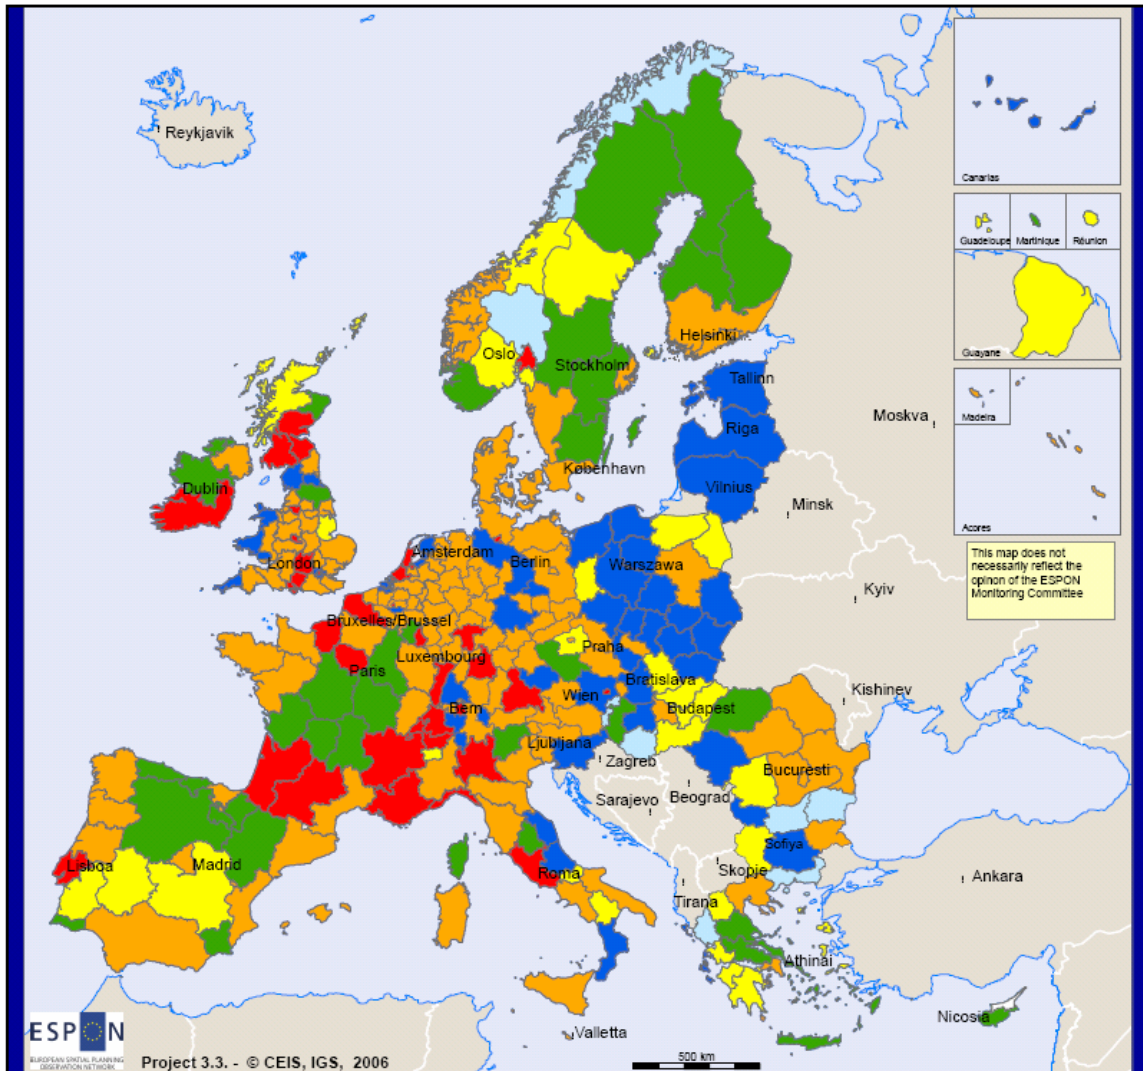 Reykjavik
Canarias
Guadeloupe
Martinique
Réunion
Guayane
Madeira
Acores
This map does not
necessarily reflect the
opinon of the ESPON
Monitoring Committee
Oslo
Helsinki
Stockholm
Tallinn
Moskva
Riga
København
Dublin
Vilnius
Minsk
Amsterdam
Berlin
Warszawa
London
Kyiv
Bruxelles/Brussel
Praha
Luxembourg
Paris
Bratislava
Wien
Kishinev
Bern
Budapest
Ljubljana
Zagreb
Bucuresti
Beograd
Sarajevo
Sofiya
Lisboa
Madrid
Roma
Skopje
Ankara
Tirana
Athinai
Nicosia
Valletta
ESPON
EUROPEAN SPATIAL PLANNING
OBSERVATION NETWORK
Project 3.3. - © CEIS, IGS, 2006
500 km